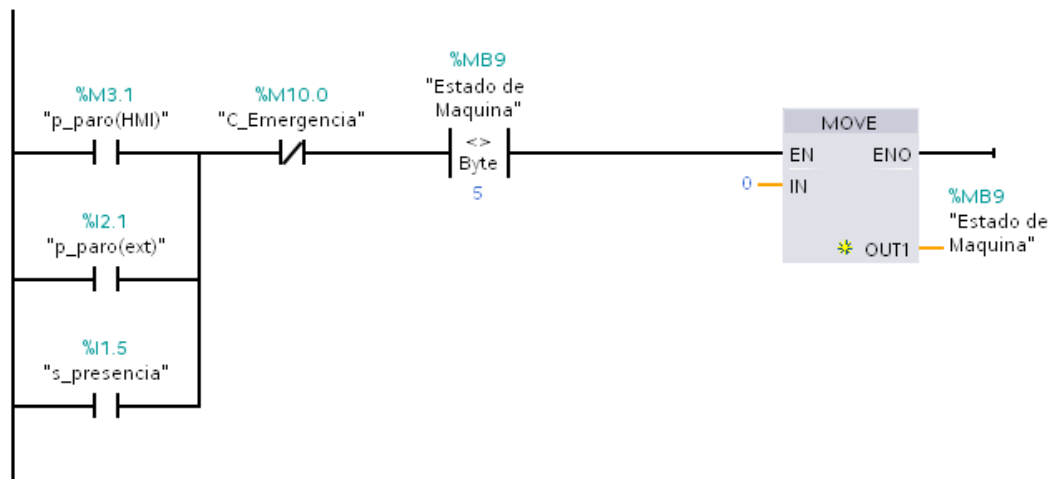 %MB9
"Estado de
Maquina"
%M3.1
"p_paro(HMI)"
%M10.0
"C_Emergencia"
<>
Byte
5
MOVE
EN ENO
0 IN
%MB9
"Estado de
Maquina"
OUT1
%I2.1
"p_paro(ext)"
%I1.5
"s_presencia"